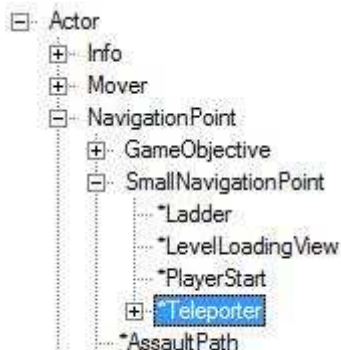 Actor
Info
Mover
NavigationPoint
GameObjective
SmallNavigationPoint
*Ladder
*LevelLoadingView
*PlayerStart
*Teleporter
*AssaultPath